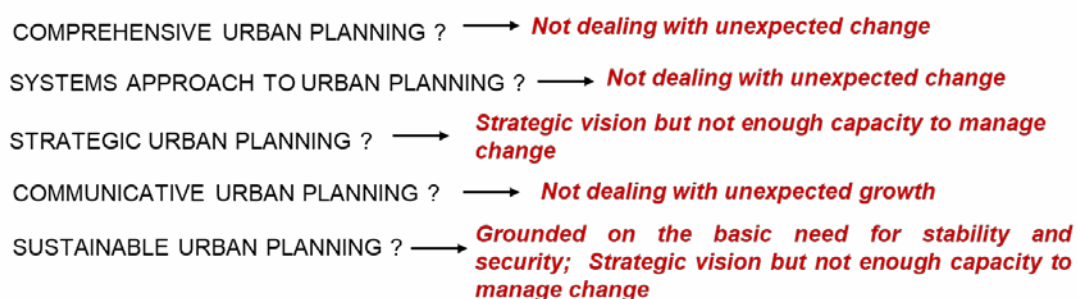 COMPREHENSIVE URBAN PLANNING ? Not dealing with unexpected change
SYSTEMS APPROACH TO URBAN PLANNING ? Not dealing with unexpected change
STRATEGIC URBAN PLANNING ? Strategic vision but not enough capacity to manage
change
COMMUNICATIVE URBAN PLANNING ? Not dealing with unexpected growth
SUSTAINABLE URBAN PLANNING ? Grounded on the basic need for stability and
security; Strategic vision but not enough capacity to
manage change